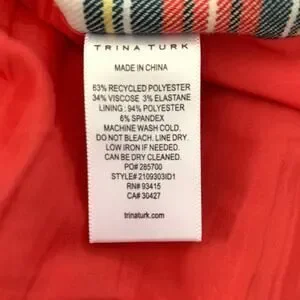 TRINA TURK
MADE IN CHINA
63% RECYCLED POLYESTER
34% VISCOSE 3% ELASTANE
LINING: 94% POLYESTER
6% SPANDEX
MACHINE WASH COLD.
DO NOT BLEACH. LINE DRY.
LOW IRON IF NEEDED.
CAN BE DRY CLEANED.
PO# 285700
STYLE# 2109303ID1
RN# 93415
CA# 30427
trinaturk.com